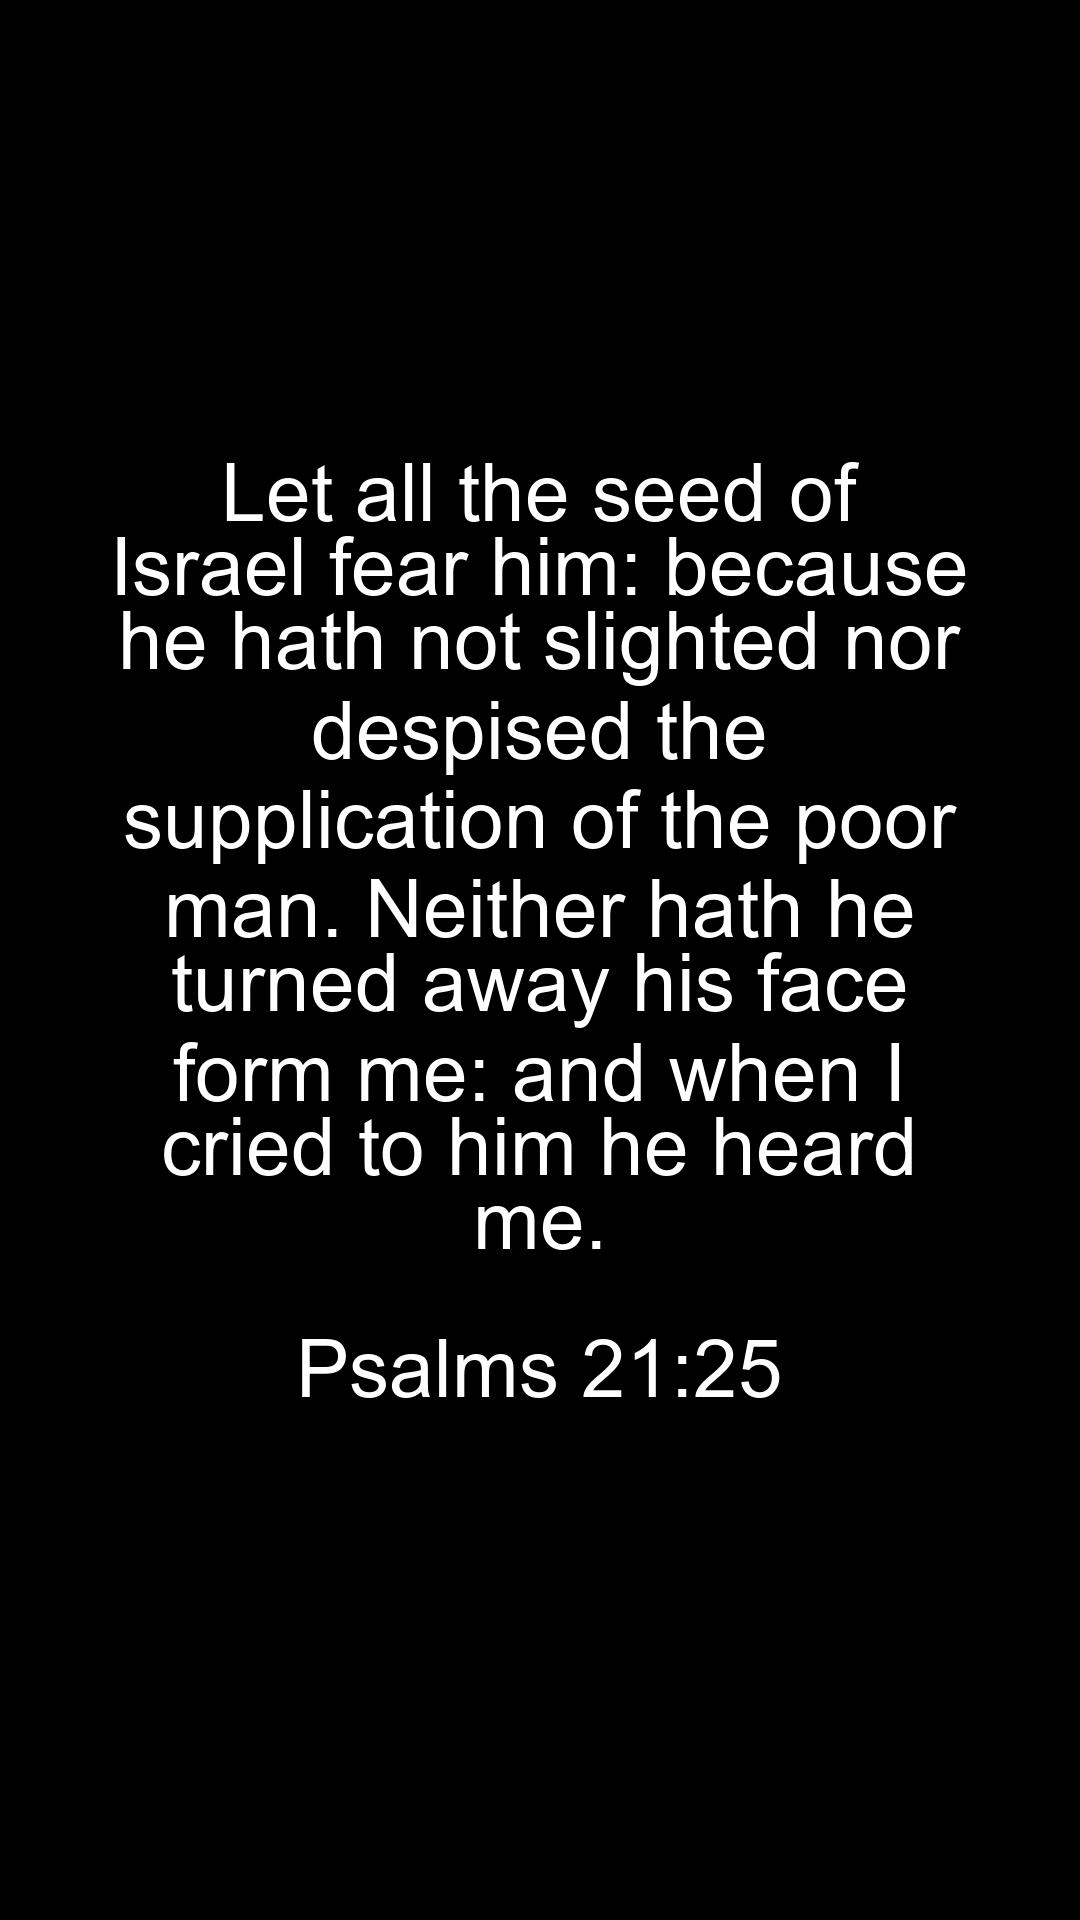 Let all the seed of
Israel fear him: because
he hath not slighted nor
despised the
supplication of the poor
man. Neither hath he
turned away his face
form me: and when I
cried to him he heard
me.
Psalms 21:25